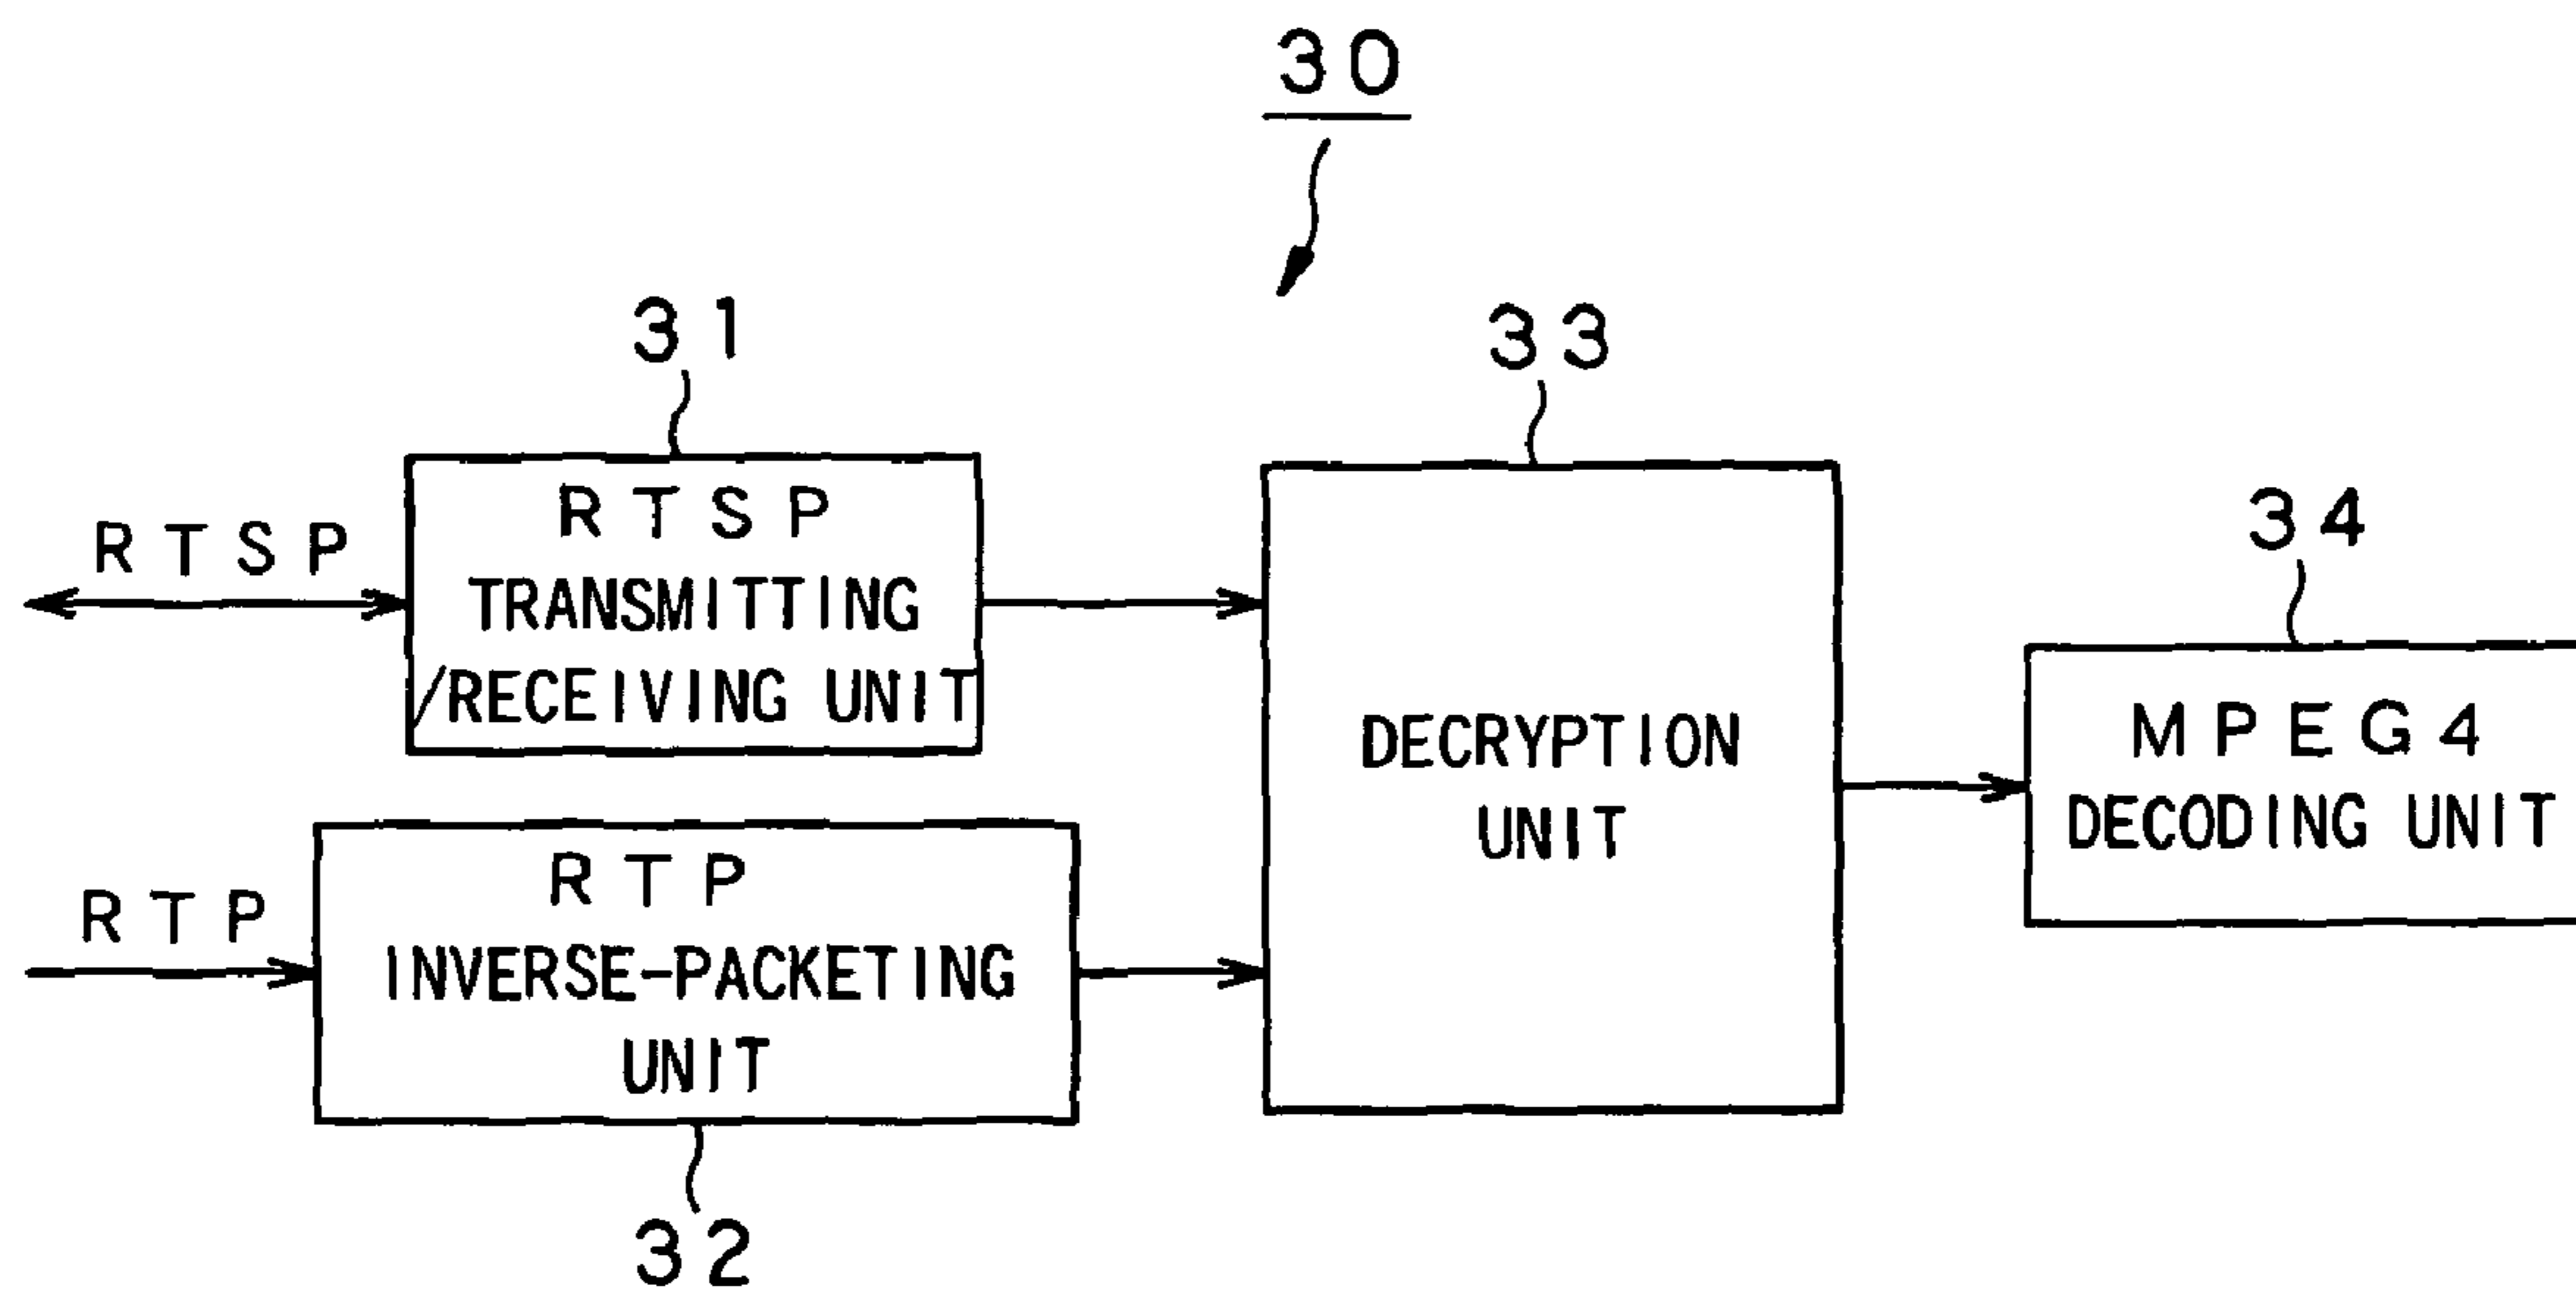 30
31
RTSP
RTSP
TRANSMITTING
/RECEIVING UNIT
33
DECRYPTION
UNIT
34
MPEG4
DECODING UNIT
RTP
RTP
INVERSE-PACKETING
UNIT
32